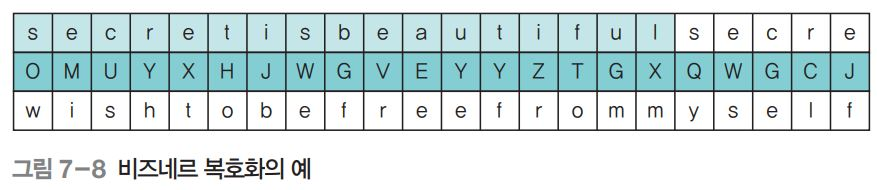 s e c r e t i s b e a u t i f u l s e c r e
O M U Y X H J W G V E Y Y Z T G X Q W G C J
w i s h t o b e f r e e f r o m m y s e l f
그림 7-8 비즈네르 복호화의 예